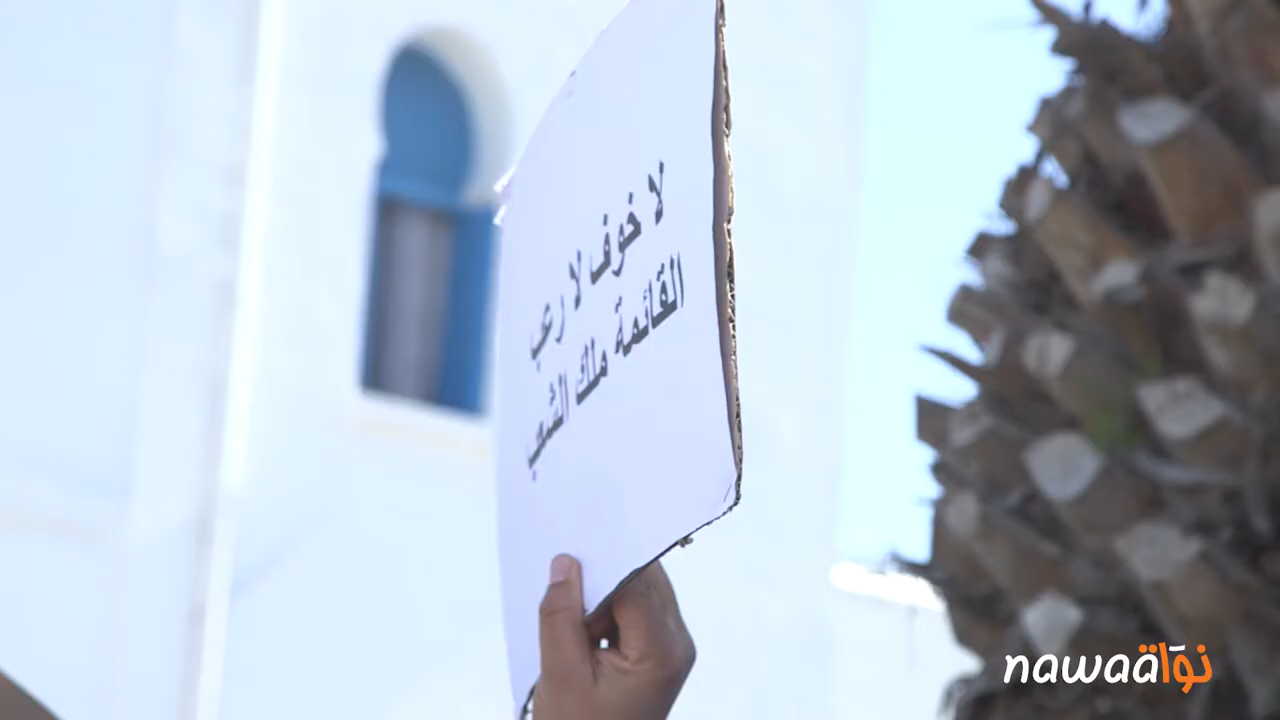 لا خوف لا رعب
القائمة ملك الشعب
nawaaنواة